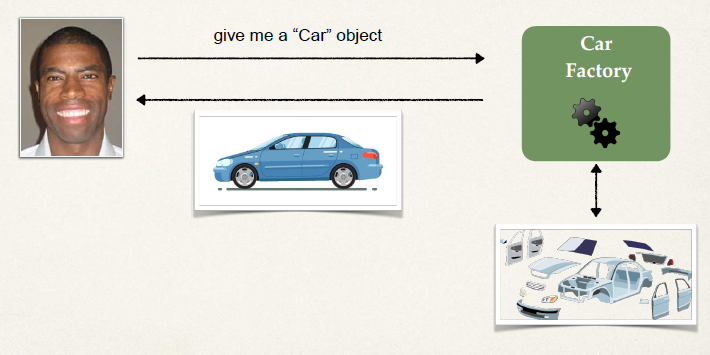 give me a “Car” object
Car
Factory